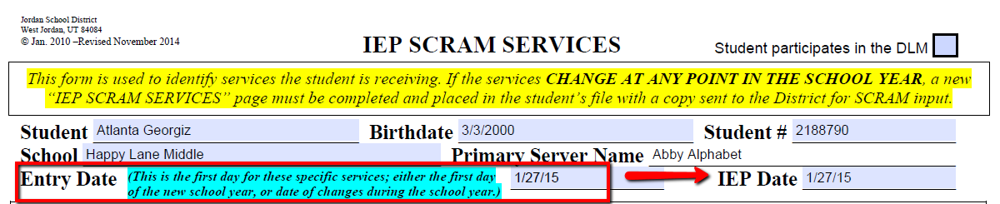 Jordan School District
West Jordan, UT 84084
© Jan. 2010 –Revised November 2014
IEP SCRAM SERVICES
Student participates in the DLM
This form is used to identify services the student is receiving. If the services CHANGE AT ANY POINT IN THE SCHOOL YEAR, a new
“IEP SCRAM SERVICES” page must be completed and placed in the student’s file with a copy sent to the District for SCRAM input.
Student Atlanta Georgiz Birthdate 3/3/2000 Student # 2188790
School Happy Lane Middle Primary Server Name Abby Alphabet
Entry Date (This is the first day for these specific services; either the first day
of the new school year, or date of changes during the school year.) 1/27/15 IEP Date 1/27/15